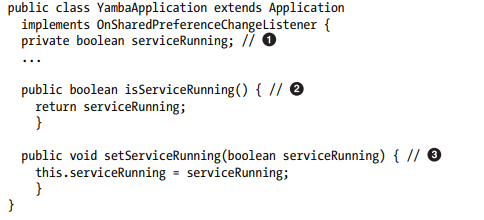 public class YambaApplication extends Application
  implements OnSharedPreferenceChangeListener {
  private boolean serviceRunning; // ❶
  ...

  public boolean isServiceRunning() { // ❷
    return serviceRunning;
    }

  public void setServiceRunning(boolean serviceRunning) { // ❸
    this.serviceRunning = serviceRunning;
    }
}